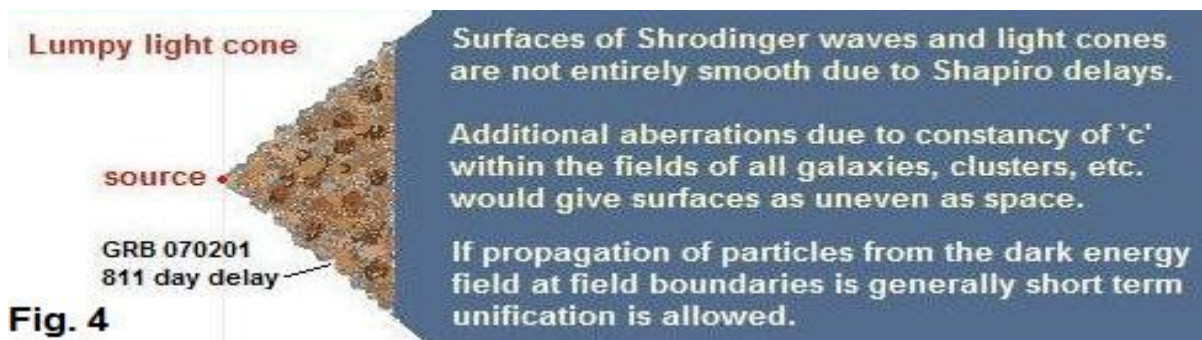 Lumpy light cone
source
GRB 070201
811 day delay
Fig. 4
Surfaces of Shrodinger waves and light cones
are not entirely smooth due to Shapiro delays.
Additional aberrations due to constancy of 'c'
within the fields of all galaxies, clusters, etc.
would give surfaces as uneven as space.
If propagation of particles from the dark energy
field at field boundaries is generally short term
unification is allowed.